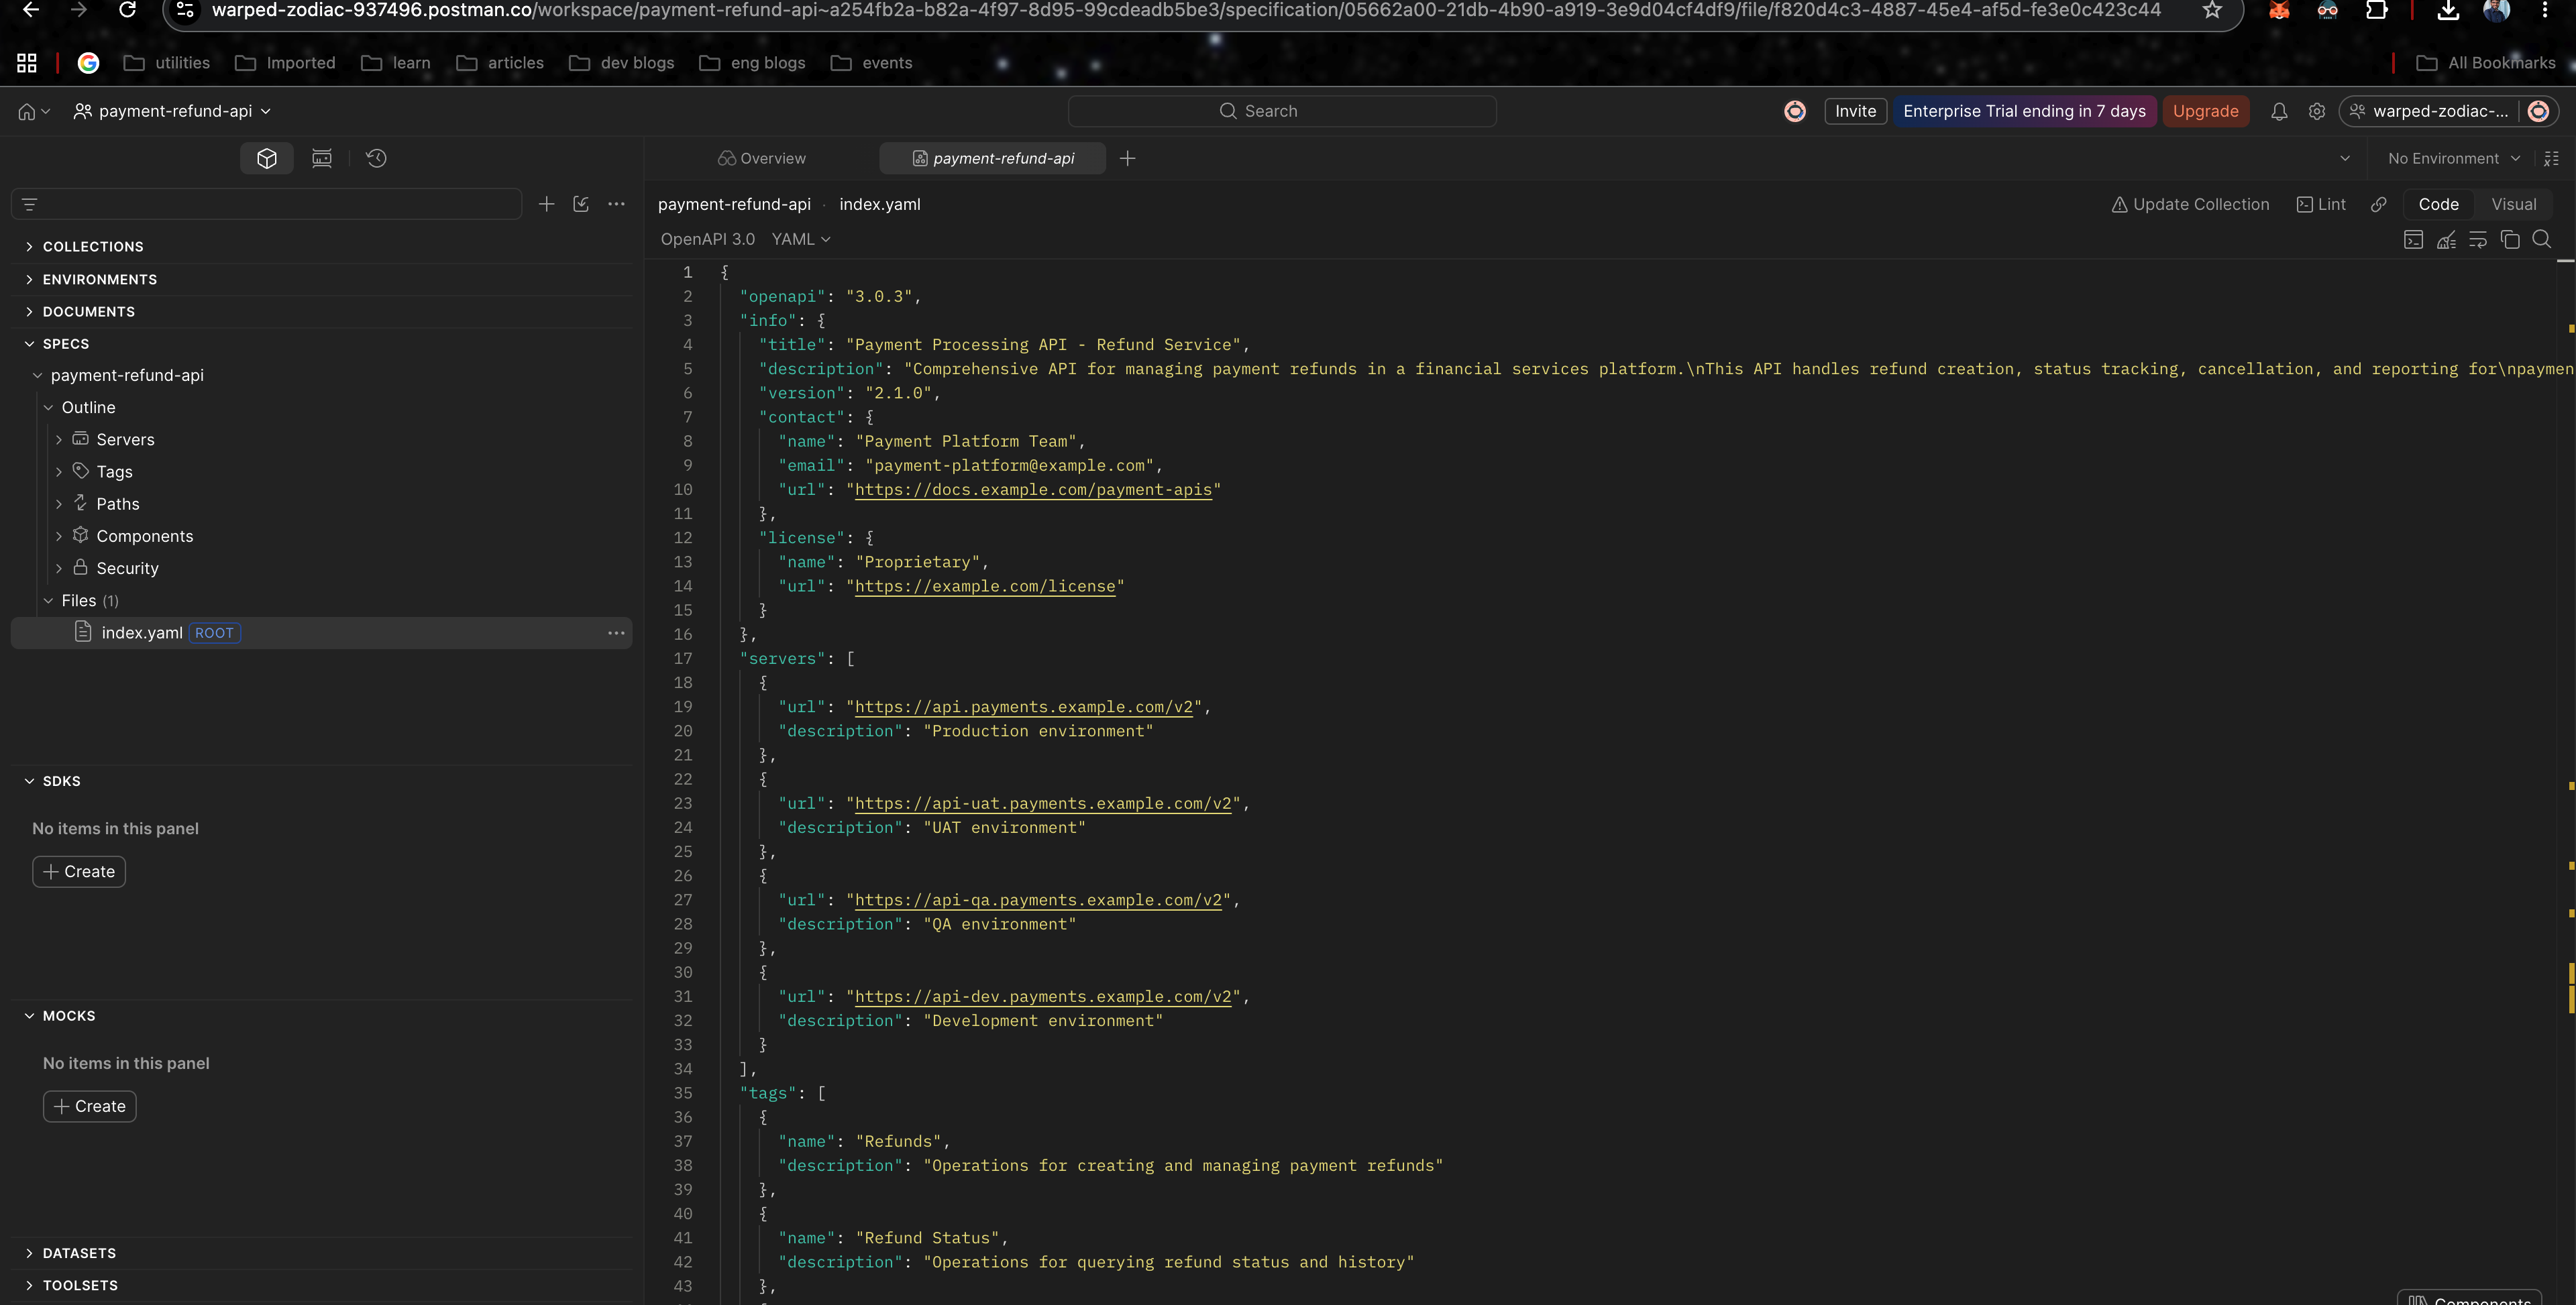 warped-zodiac-937496.postman.co/workspace/payment-refund-api~a254fb2a-b82a-4f97-8d95-99cdeadb5be3/specification/05662a00-21db-4b90-a919-3e9d04cf4df9/file/f820d4c3-4887-45e4-af5d-fe3e0c423c44
utilities Imported learn articles dev blogs eng blogs events All Bookmarks
payment-refund-api Search Invite Enterprise Trial ending in 7 days Upgrade warped-zodiac-...
Overview payment-refund-api No Environment
payment-refund-api · index.yaml Update Collection Lint Code Visual
OpenAPI 3.0 YAML
COLLECTIONS
ENVIRONMENTS
DOCUMENTS
SPECS
payment-refund-api
Outline
Servers
Tags
Paths
Components
Security
Files (1)
index.yaml ROOT
SDKS
No items in this panel
+ Create
MOCKS
No items in this panel
+ Create
DATASETS
TOOLSETS
1 {
2 "openapi": "3.0.3",
3 "info": {
4 "title": "Payment Processing API - Refund Service",
5 "description": "Comprehensive API for managing payment refunds in a financial services platform.\nThis API handles refund creation, status tracking, cancellation, and reporting for\npaymen
6 "version": "2.1.0",
7 "contact": {
8 "name": "Payment Platform Team",
9 "email": "payment-platform@example.com",
10 "url": "https://docs.example.com/payment-apis"
11 },
12 "license": {
13 "name": "Proprietary",
14 "url": "https://example.com/license"
15 }
16 },
17 "servers": [
18 {
19 "url": "https://api.payments.example.com/v2",
20 "description": "Production environment"
21 },
22 {
23 "url": "https://api-uat.payments.example.com/v2",
24 "description": "UAT environment"
25 },
26 {
27 "url": "https://api-qa.payments.example.com/v2",
28 "description": "QA environment"
29 },
30 {
31 "url": "https://api-dev.payments.example.com/v2",
32 "description": "Development environment"
33 }
34 ],
35 "tags": [
36 {
37 "name": "Refunds",
38 "description": "Operations for creating and managing payment refunds"
39 },
40 {
41 "name": "Refund Status",
42 "description": "Operations for querying refund status and history"
43 },
Components